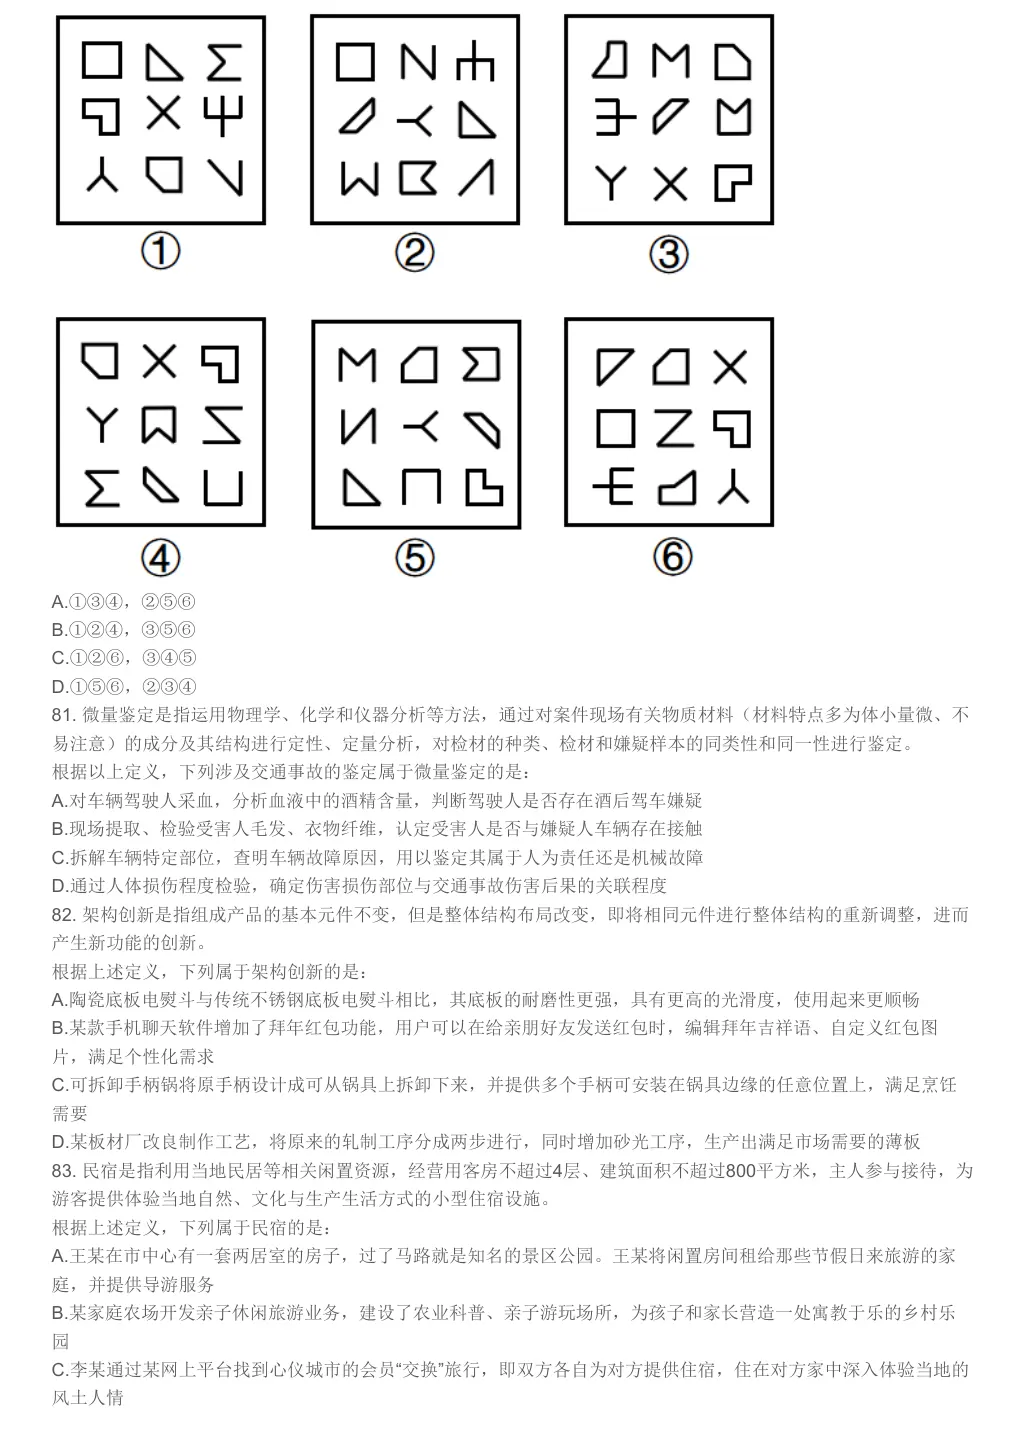 ① ② ③
④ ⑤ ⑥
A.①③④，②⑤⑥
B.①②④，③⑤⑥
C.①②⑥，③④⑤
D.①⑤⑥，②③④
81. 微量鉴定是指运用物理学、化学和仪器分析等方法，通过对案件现场有关物质材料（材料特点多为体小量微、不
易注意）的成分及其结构进行定性、定量分析，对检材的种类、检材和嫌疑样本的同类性和同一性进行鉴定。
根据以上定义，下列涉及交通事故的鉴定属于微量鉴定的是：
A.对车辆驾驶人采血，分析血液中的酒精含量，判断驾驶人是否存在酒后驾车嫌疑
B.现场提取、检验受害人毛发、衣物纤维，认定受害人是否与嫌疑人车辆存在接触
C.拆解车辆特定部位，查明车辆故障原因，用以鉴定其属于人为责任还是机械故障
D.通过人体损伤程度检验，确定伤害损伤部位与交通事故伤害后果的关联程度
82. 架构创新是指组成产品的基本元件不变，但是整体结构布局改变，即将相同元件进行整体结构的重新调整，进而
产生新功能的创新。
根据上述定义，下列属于架构创新的是：
A.陶瓷底板电熨斗与传统不锈钢底板电熨斗相比，其底板的耐磨性更强，具有更高的光滑度，使用起来更顺畅
B.某款手机聊天软件增加了拜年红包功能，用户可以在给亲朋好友发送红包时，编辑拜年吉祥语、自定义红包图
片，满足个性化需求
C.可拆卸手柄锅将原手柄设计成可从锅具上拆卸下来，并提供多个手柄可安装在锅具边缘的任意位置上，满足烹饪
需要
D.某板材厂改良制作工艺，将原来的轧制工序分成两步进行，同时增加砂光工序，生产出满足市场需要的薄板
83. 民宿是指利用当地民居等相关闲置资源，经营用客房不超过4层、建筑面积不超过800平方米，主人参与接待，为
游客提供体验当地自然、文化与生产生活方式的小型住宿设施。
根据上述定义，下列属于民宿的是：
A.王某在市中心有一套两居室的房子，过了马路就是知名的景区公园。王某将闲置房间租给那些节假日来旅游的家
庭，并提供导游服务
B.某家庭农场开发亲子休闲旅游业务，建设了农业科普、亲子游玩场所，为孩子和家长营造一处寓教于乐的乡村乐
园
C.李某通过某网上平台找到心仪城市的会员“交换”旅行，即双方各自为对方提供住宿，住在对方家中深入体验当地的
风土人情